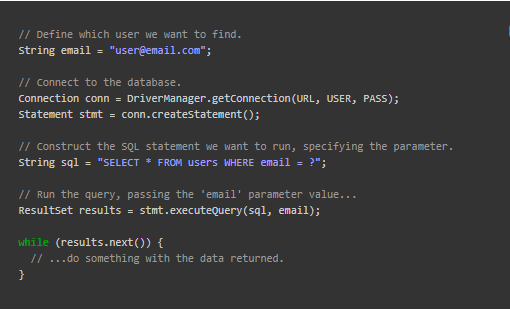 // Define which user we want to find.
String email = "user@email.com";
// Connect to the database.
Connection conn = DriverManager.getConnection(URL, USER, PASS);
Statement stmt = conn.createStatement();
// Construct the SQL statement we want to run, specifying the parameter.
String sql = "SELECT * FROM users WHERE email = ?";
// Run the query, passing the 'email' parameter value...
ResultSet results = stmt.executeQuery(sql, email);
while (results.next()) {
// ...do something with the data returned.
}